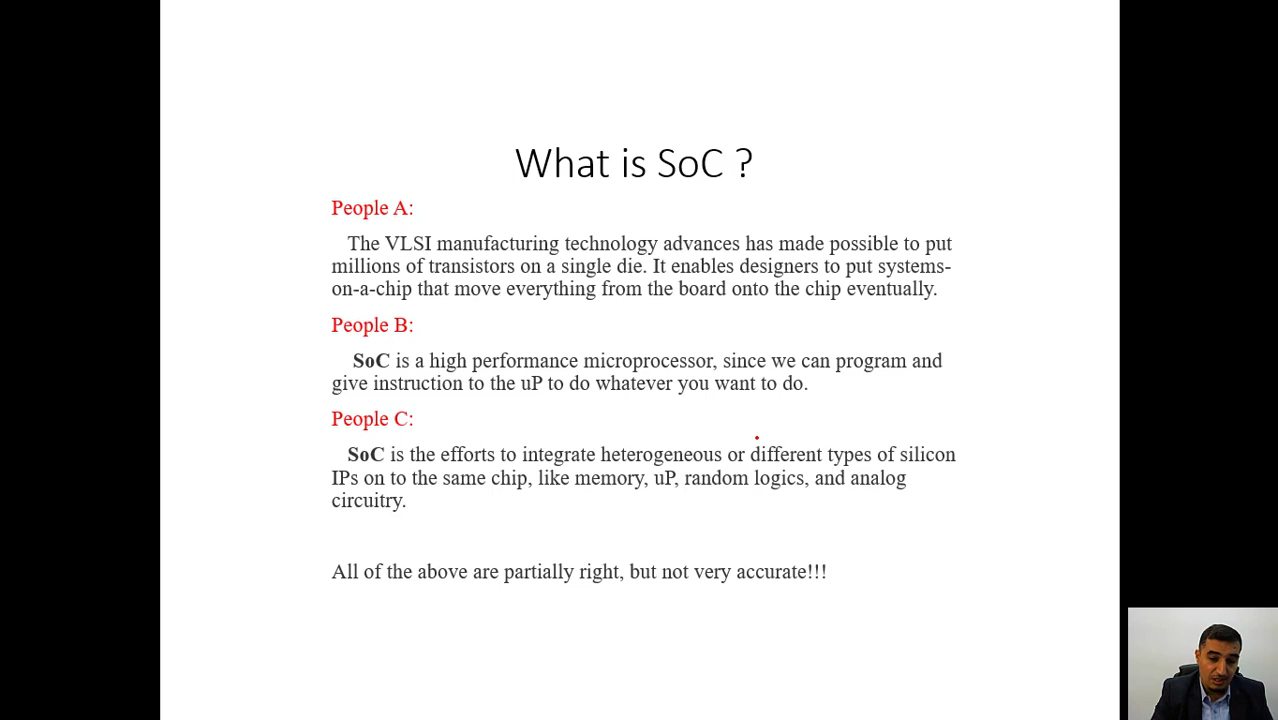 What is SoC ?
People A:
The VLSI manufacturing technology advances has made possible to put
millions of transistors on a single die. It enables designers to put systems-
on-a-chip that move everything from the board onto the chip eventually.
People B:
SoC is a high performance microprocessor, since we can program and
give instruction to the uP to do whatever you want to do.
People C:
SoC is the efforts to integrate heterogeneous or different types of silicon
IPs on to the same chip, like memory, uP, random logics, and analog
circuitry.
All of the above are partially right, but not very accurate!!!